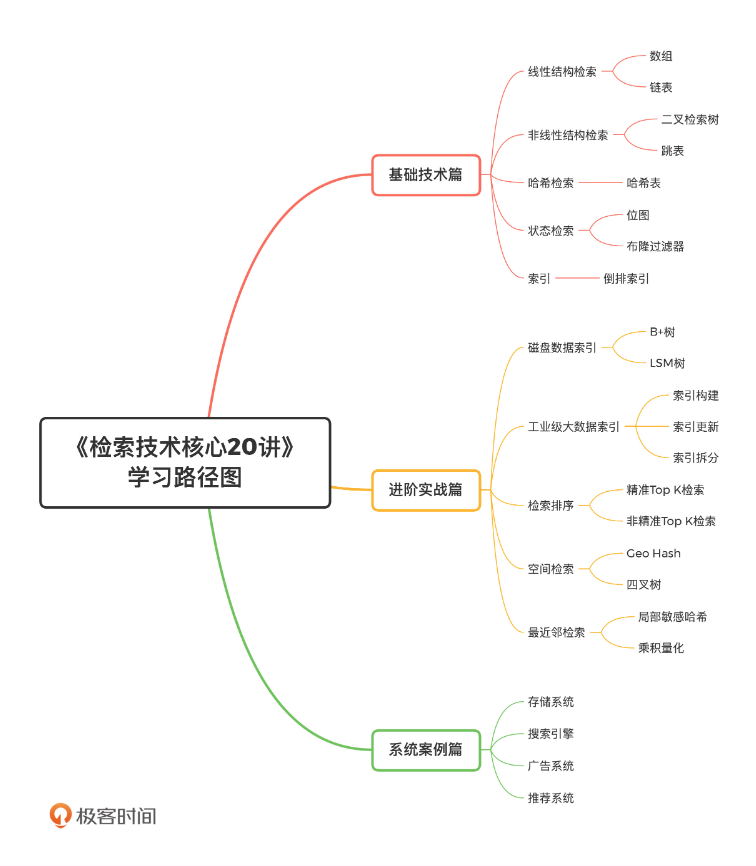 《检索技术核心20讲》
学习路径图
基础技术篇
线性结构检索
数组
链表
非线性结构检索
二叉检索树
跳表
哈希检索
哈希表
状态检索
位图
布隆过滤器
索引
倒排索引
进阶实战篇
磁盘数据索引
B+树
LSM树
工业级大数据索引
索引构建
索引更新
索引拆分
检索排序
精准Top K检索
非精准Top K检索
空间检索
Geo Hash
四叉树
最近邻检索
局部敏感哈希
乘积量化
系统案例篇
存储系统
搜索引擎
广告系统
推荐系统
极客时间